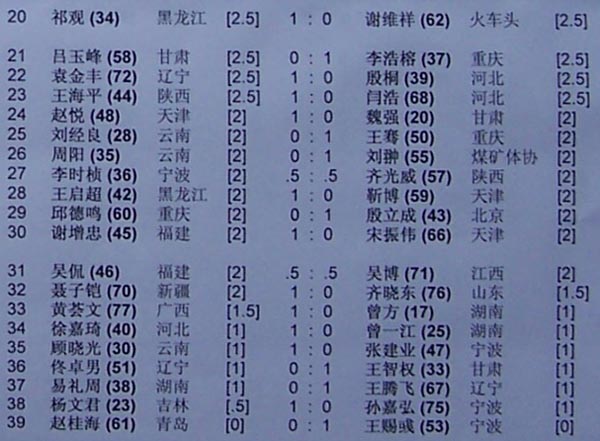 20 祁观 (34) 黑龙江 [2.5] 1 : 0 谢维祥 (62) 火车头 [2.5]
21 吕玉峰 (58) 甘肃 [2.5] 0 : 1 李浩榕 (37) 重庆 [2.5]
22 袁金丰 (72) 辽宁 [2.5] 0 : 1 殷桐 (39) 河北 [2.5]
23 王海平 (44) 陕西 [2.5] 1 : 0 闫浩 (68) 河北 [2.5]
24 赵悦 (48) 天津 [2] 1 : 0 魏强 (20) 甘肃 [2]
25 刘经良 (28) 云南 [2] 0 : 1 王骞 (50) 重庆 [2]
26 周阳 (35) 云南 [2] 0 : 1 刘翀 (55) 煤矿体协 [2]
27 李时桢 (36) 宁波 [2] .5 : .5 齐光威 (57) 陕西 [2]
28 王启超 (42) 黑龙江 [2] 1 : 0 靳博 (59) 天津 [2]
29 邱德鸣 (60) 重庆 [2] 0 : 1 殷立成 (43) 北京 [2]
30 谢增忠 (45) 福建 [2] 1 : 0 宋振伟 (66) 天津 [2]
31 吴侃 (46) 福建 [2] .5 : .5 吴博 (71) 江西 [2]
32 聂子铠 (70) 新疆 [2] 1 : 0 齐晓东 (76) 山东 [1.5]
33 黄荟文 (77) 广西 [1.5] 1 : 0 曾方 (17) 湖南 [1]
34 徐嘉琦 (40) 河北 [1] 1 : 0 曾一江 (25) 湖南 [1]
35 顾晓光 (30) 云南 [1] 1 : 0 张建业 (47) 宁波 [1]
36 佟卓男 (51) 辽宁 [1] 0 : 1 王智权 (33) 甘肃 [1]
37 易礼周 (38) 湖南 [1] 0 : 1 王腾飞 (67) 辽宁 [1]
38 杨文君 (23) 吉林 [.5] 1 : 0 孙嘉弘 (75) 宁波 [1]
39 赵桂海 (61) 青岛 [0] 0 : 1 王赐彧 (53) 宁波 [0]